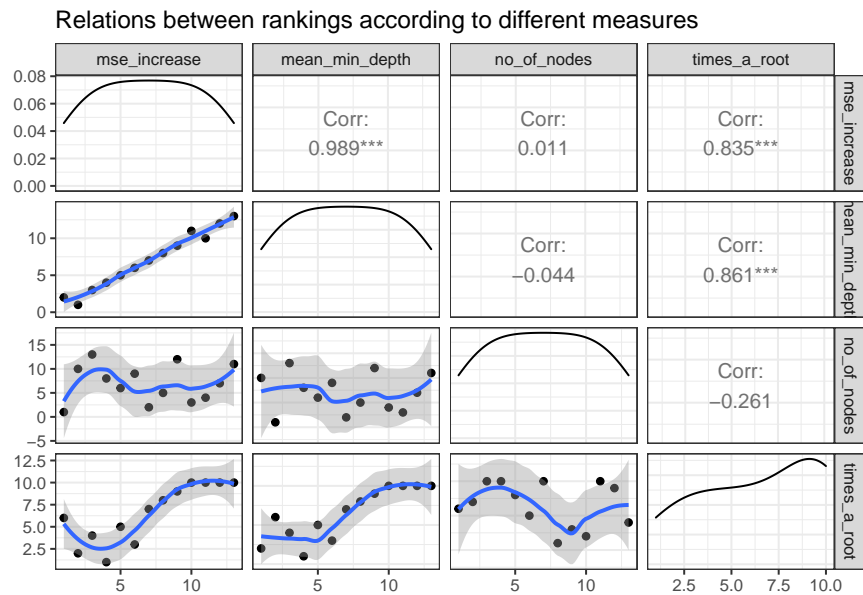 Relations between rankings according to different measures
mse_increase mean_min_depth no_of_nodes times_a_root
0.08
0.06
0.04
0.02
0.00
Corr:
0.989***
Corr:
0.011
Corr:
0.835***
mse_increase
10
5
0
Corr:
−0.044
Corr:
0.861***
mean_min_depth
15
10
5
0
−5
Corr:
−0.261
no_of_nodes
12.5
10.0
7.5
5.0
2.5
times_a_root
5 10 5 10 5 10 2.5 5.0 7.5 10.0